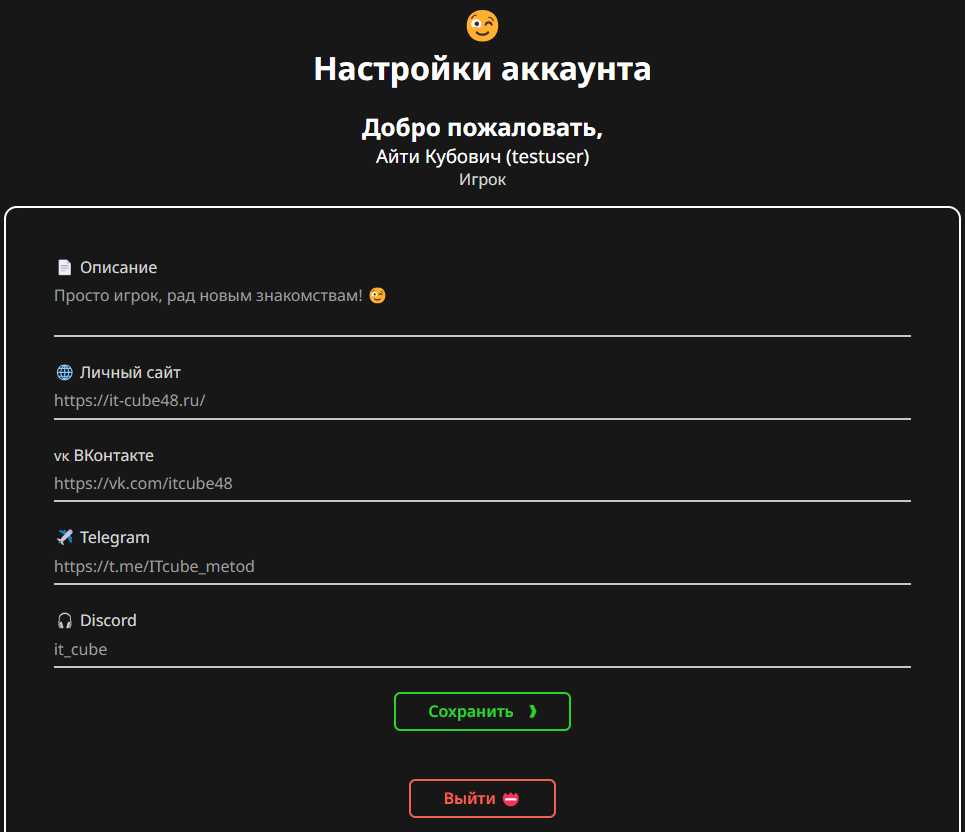 Настройки аккаунта
Добро пожаловать,
Айти Кубович (testuser)
Игрок
Описание
Просто игрок, рад новым знакомствам! 😉
Личный сайт
https://it-cube48.ru/
vк ВКонтакте
https://vk.com/itcube48
Telegram
https://t.me/ITcube_metod
Discord
it_cube
Сохранить ❱
Выйти